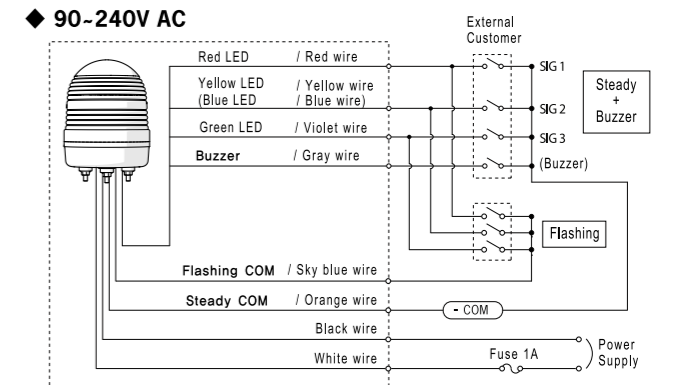 ◆ 90~240V AC
External
Customer
Red LED / Red wire
SIG 1
Yellow LED / Yellow wire
(Blue LED / Blue wire)
SIG 2
Green LED / Violet wire
SIG 3
Buzzer / Gray wire
(Buzzer)
Steady
+
Buzzer
Flashing
Flashing COM / Sky blue wire
Steady COM / Orange wire
- COM
Black wire
White wire
Fuse 1A
Power
Supply